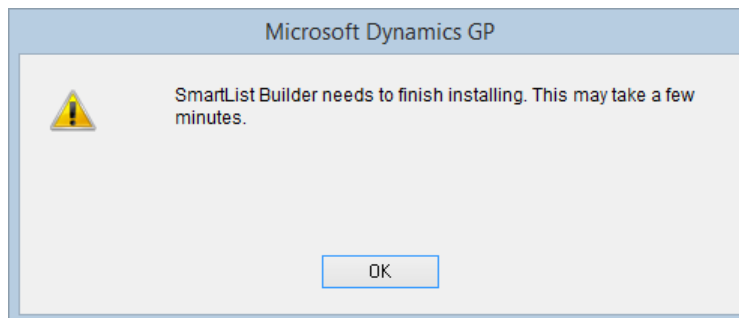 Microsoft Dynamics GP
SmartList Builder needs to finish installing. This may take a few
minutes.
OK